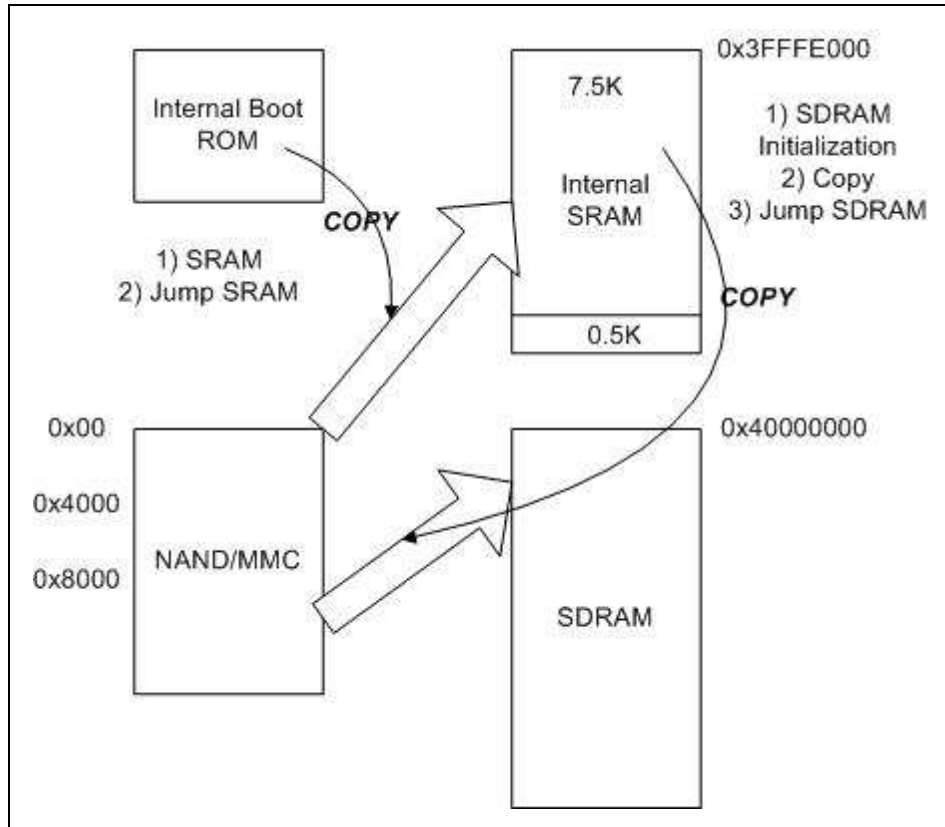 Internal Boot
ROM
COPY
1) SRAM
2) Jump SRAM
0x3FFFE000
7.5K
Internal
SRAM
0.5K
1) SDRAM
Initialization
2) Copy
3) Jump SDRAM
COPY
0x00
0x4000
0x8000
NAND/MMC
0x40000000
SDRAM